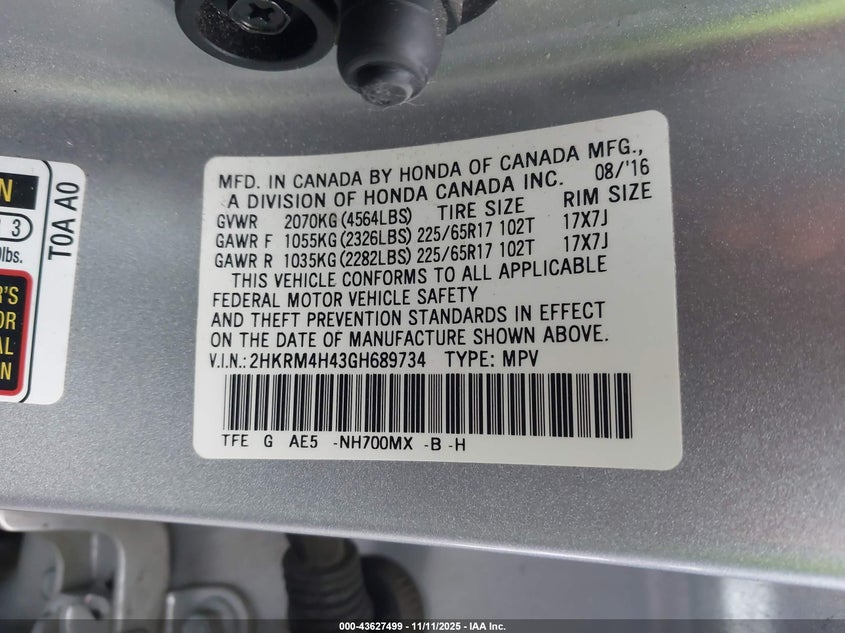 MFD. IN CANADA BY HONDA OF CANADA MFG.,
A DIVISION OF HONDA CANADA INC. 08/'16
GVWR 2070KG(4564LBS) TIRE SIZE RIM SIZE
GAWR F 1055KG(2326LBS) 225/65R17 102T 17X7J
GAWR R 1035KG(2282LBS) 225/65R17 102T 17X7J
THIS VEHICLE CONFORMS TO ALL APPLICABLE
FEDERAL MOTOR VEHICLE SAFETY
AND THEFT PREVENTION STANDARDS IN EFFECT
ON THE DATE OF MANUFACTURE SHOWN ABOVE.
V.I.N.: 2HKRM4H43GH689734 TYPE: MPV
TFE G AE5 -NH700MX -B -H
T0A A0
3
lbs.
000-43627499 - 11/11/2025 - IAA Inc.